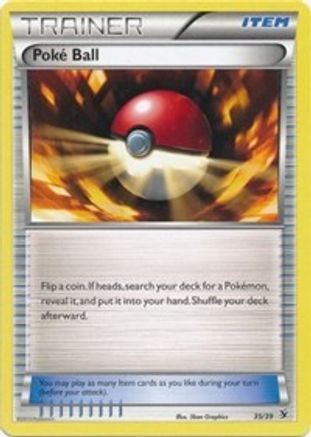 TRAINER ITEM
Poké Ball
Flip a coin. If heads, search your deck for a Pokémon,
reveal it, and put it into your hand. Shuffle your deck
afterward.
You may play as many Item cards as you like during your turn
(before your attack).
Illus. 5ban Graphics 35/39